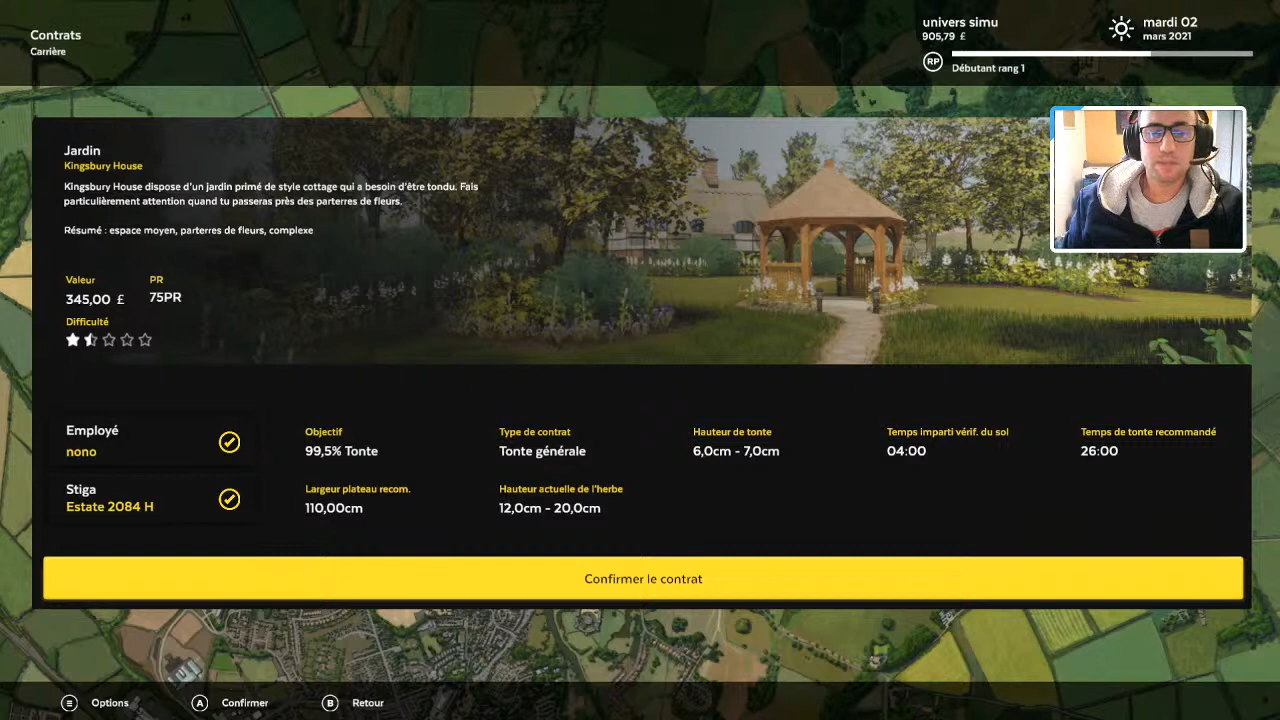 Contrats
Carrière
univers simu
905,79 £
mardi 02
mars 2021
RP
Débutant rang 1
Jardin
Kingsbury House
Kingsbury House dispose d'un jardin primé de style cottage qui a besoin d'être tondu. Fais
particulièrement attention quand tu passeras près des parterres de fleurs.
Résumé : espace moyen, parterres de fleurs, complexe
Valeur
PR
345,00 £
75PR
Difficulté
Employé
nono
Objectif
99,5% Tonte
Type de contrat
Tonte générale
Hauteur de tonte
6,0cm - 7,0cm
Temps imparti vérif. du sol
04:00
Temps de tonte recommandé
26:00
Stiga
Estate 2084 H
Largeur plateau recom.
110,00cm
Hauteur actuelle de l'herbe
12,0cm - 20,0cm
Confirmer le contrat
Options
A Confirmer
B Retour